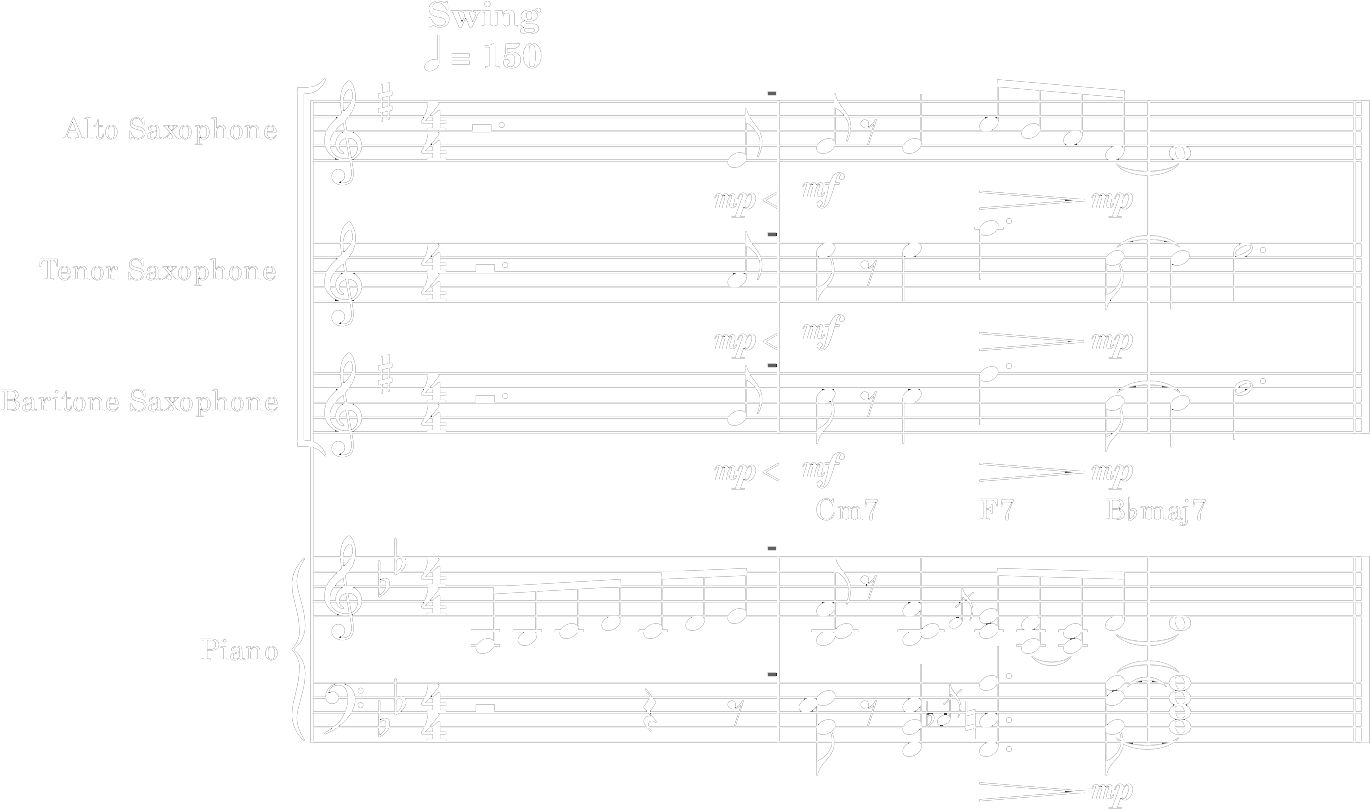 Swing
♩ = 150
Alto Saxophone
mp mf mp
Tenor Saxophone
mp mf mp
Baritone Saxophone
mp mf mp
Cm7 F7 B♭maj7
Piano
mp